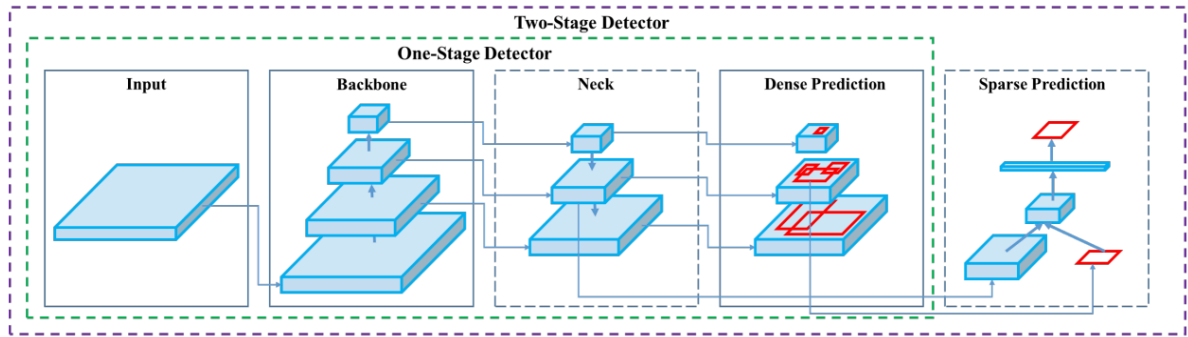 Two-Stage Detector
One-Stage Detector
Input
Backbone
Neck
Dense Prediction
Sparse Prediction